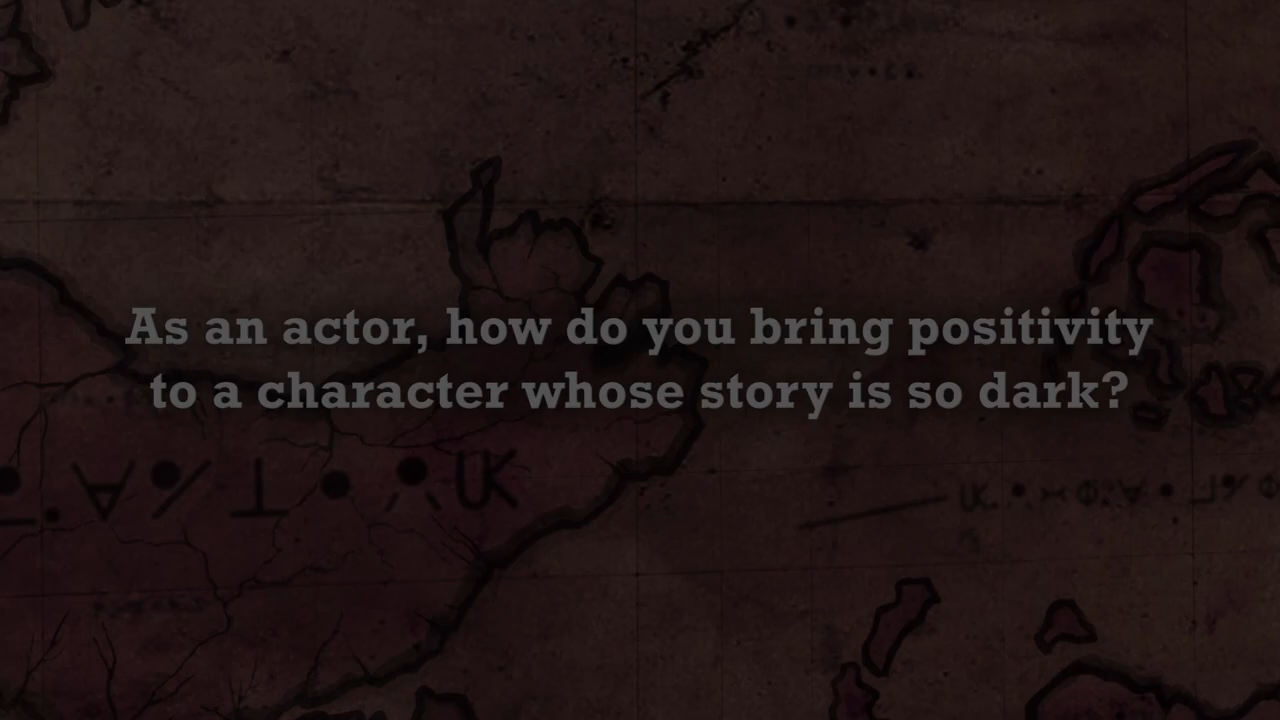 As an actor, how do you bring positivity
to a character whose story is so dark?